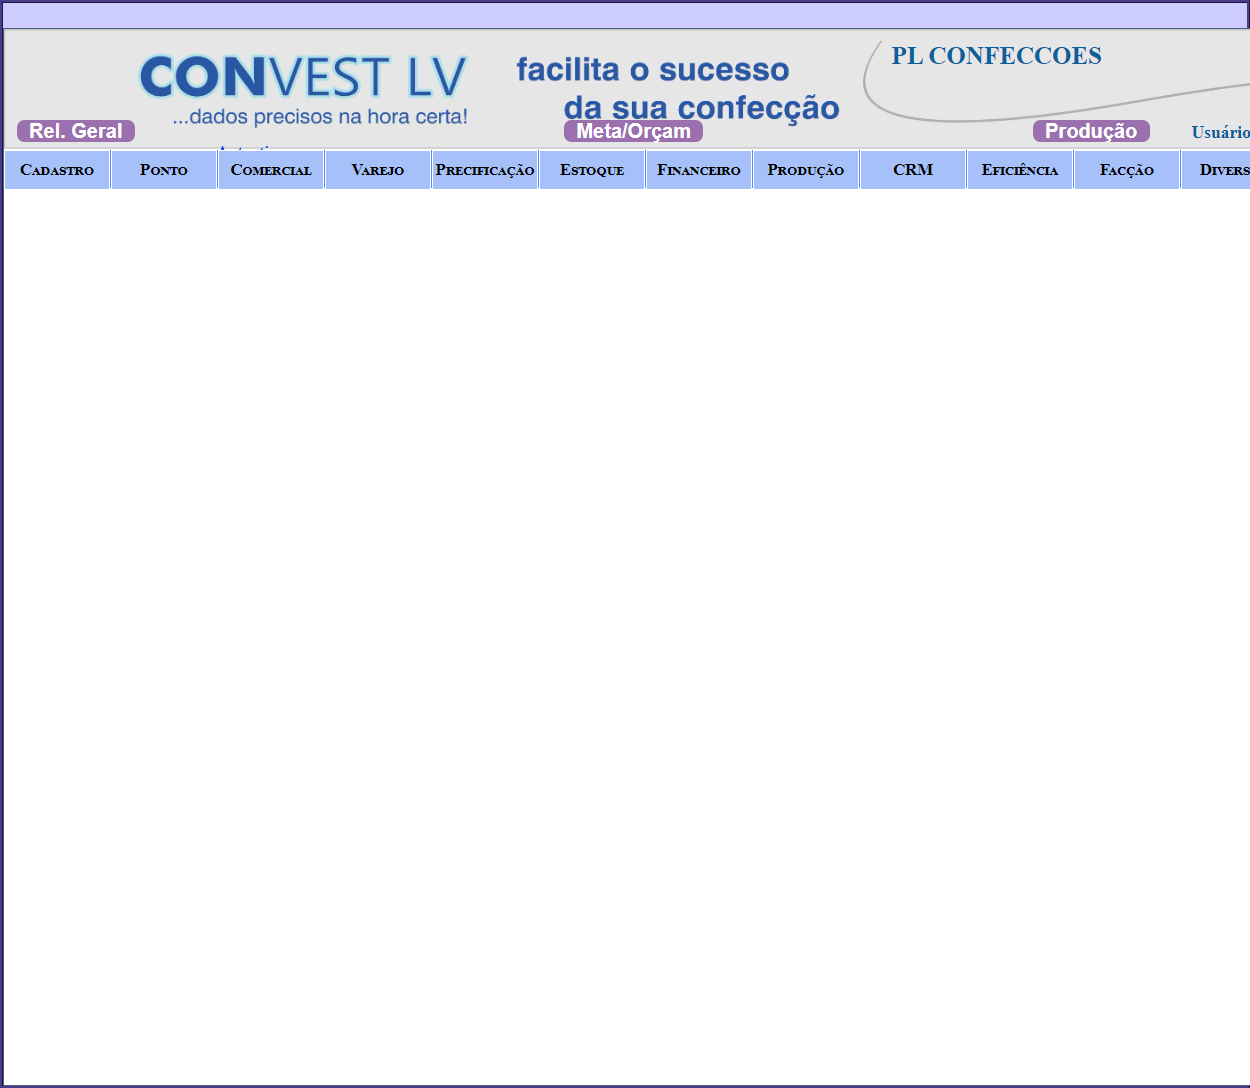 CONVEST LV
...dados precisos na hora certa!
facilita o sucesso
da sua confecção
PL CONFECCOES
Rel. Geral
Meta/Orçam
Produção
Usuário
Cadastro
Ponto
Comercial
Varejo
Precificação
Estoque
Financeiro
Produção
CRM
Eficiência
Facção
Divers